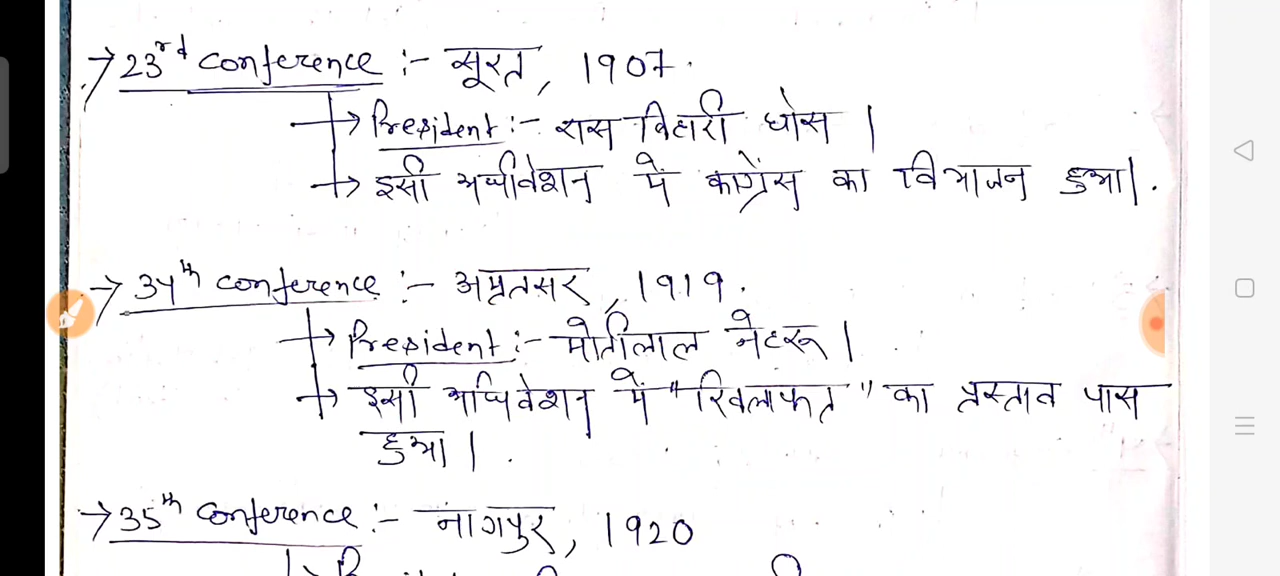 → 23rd conference :- सूरत, 1907.
→ President :- रास विहारी घोस |
→ इसी अधीवेशन में कांग्रेंस का विभाजन हुआ |.
→ 34th conference :- अमृतसर, 1919.
→ President :- मोतीलाल नेहरू |
→ इसी अधिवेशन में "खिलाफत" का प्रस्ताव पास
हुआ |.
→ 35th conference :- नागपुर, 1920